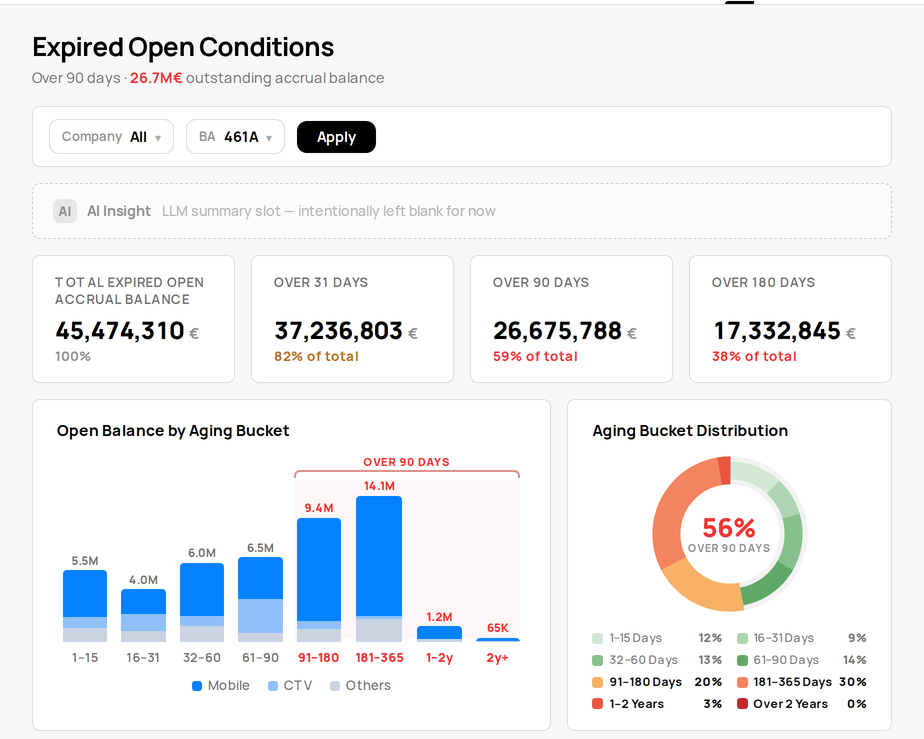 Expired Open Conditions
Over 90 days · 26.7M€ outstanding accrual balance
Company All ▾ BA 461A ▾ Apply
AI AI Insight LLM summary slot — intentionally left blank for now
TOTAL EXPIRED OPEN
ACCRUAL BALANCE
45,474,310 €
100%
OVER 31 DAYS
37,236,803 €
82% of total
OVER 90 DAYS
26,675,788 €
59% of total
OVER 180 DAYS
17,332,845 €
38% of total
Open Balance by Aging Bucket
OVER 90 DAYS
5.5M 4.0M 6.0M 6.5M 9.4M 14.1M 1.2M 65K
1–15 16–31 32–60 61–90 91–180 181–365 1–2y 2y+
Mobile CTV Others
Aging Bucket Distribution
56%
OVER 90 DAYS
1–15 Days 12% 16–31 Days 9%
32–60 Days 13% 61–90 Days 14%
91–180 Days 20% 181–365 Days 30%
1–2 Years 3% Over 2 Years 0%